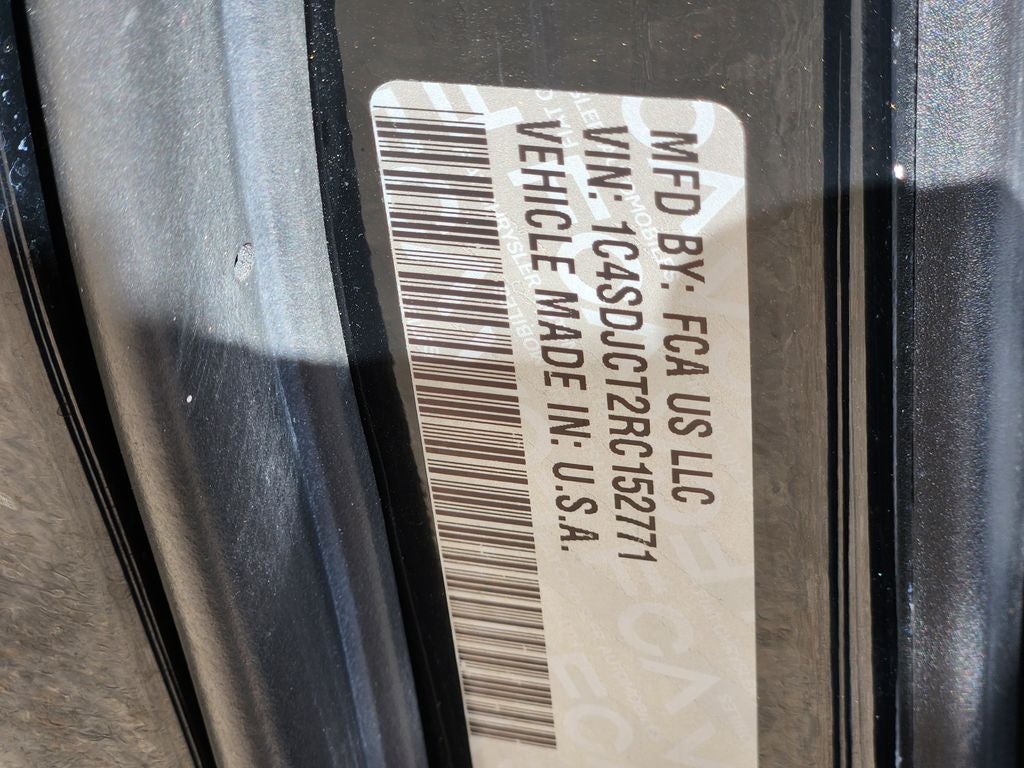 MFD BY: FCA US LLC
VIN: 1C4SDJCT2RC152771
VEHICLE MADE IN: U.S.A.